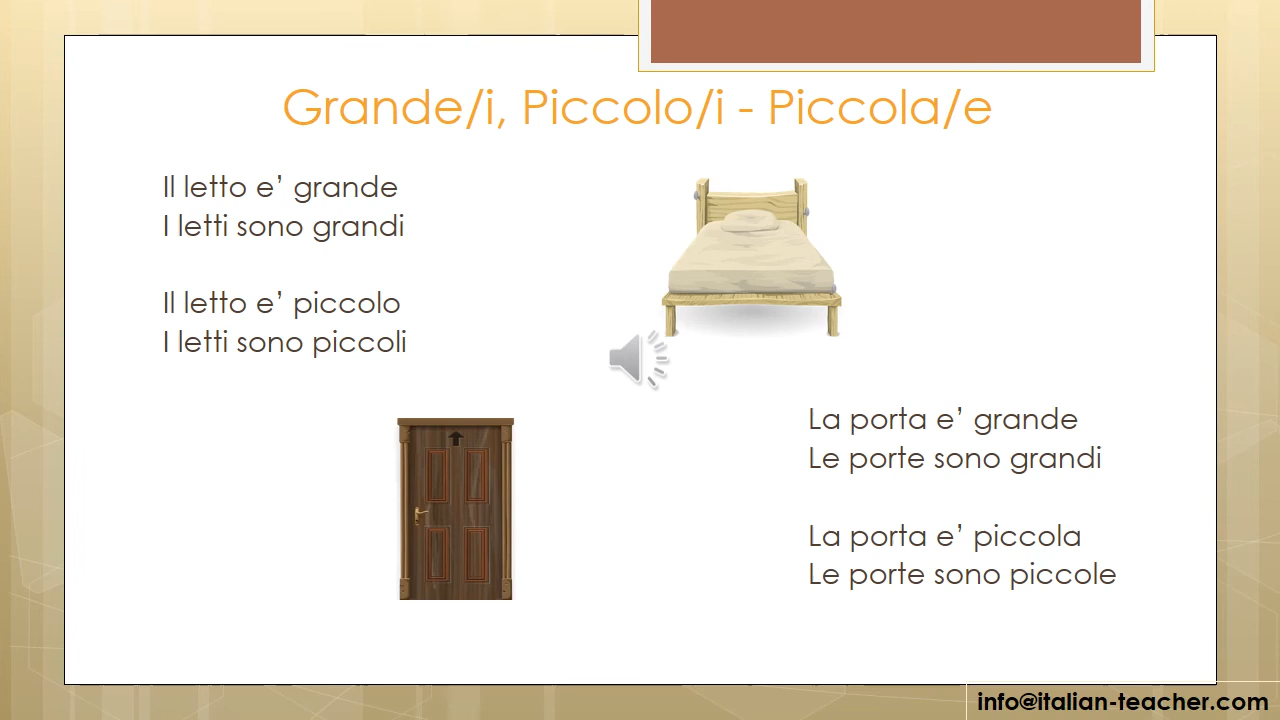 Grande/i, Piccolo/i - Piccola/e
Il letto e’ grande
I letti sono grandi
Il letto e’ piccolo
I letti sono piccoli
La porta e’ grande
Le porte sono grandi
La porta e’ piccola
Le porte sono piccole
info@italian-teacher.com